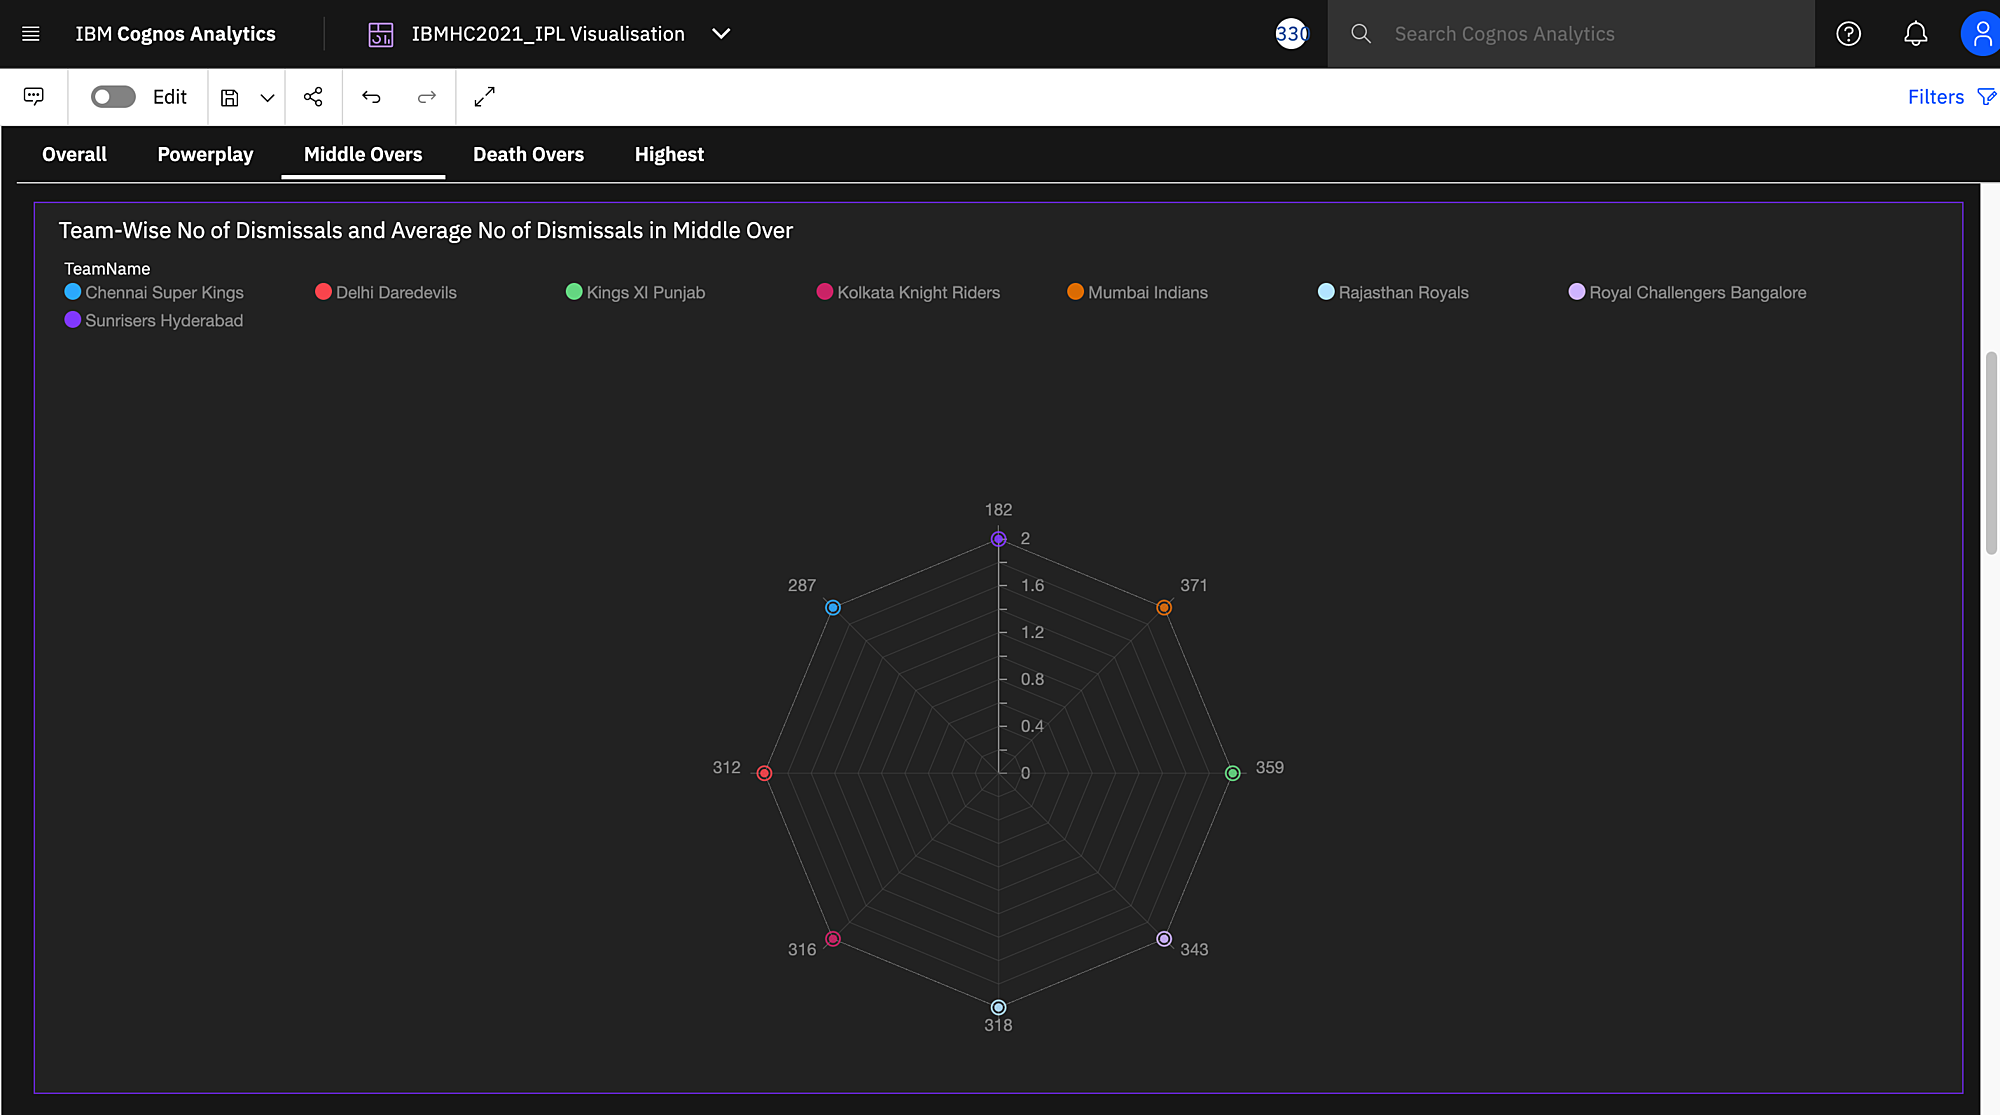 IBM Cognos Analytics
IBMHC2021_IPL Visualisation
330
Search Cognos Analytics
Edit
Filters
Overall
Powerplay
Middle Overs
Death Overs
Highest
Team-Wise No of Dismissals and Average No of Dismissals in Middle Over
TeamName
Chennai Super Kings
Delhi Daredevils
Kings XI Punjab
Kolkata Knight Riders
Mumbai Indians
Rajasthan Royals
Royal Challengers Bangalore
Sunrisers Hyderabad
182
2
287
1.6
371
1.2
0.8
0.4
312
0
359
316
343
318